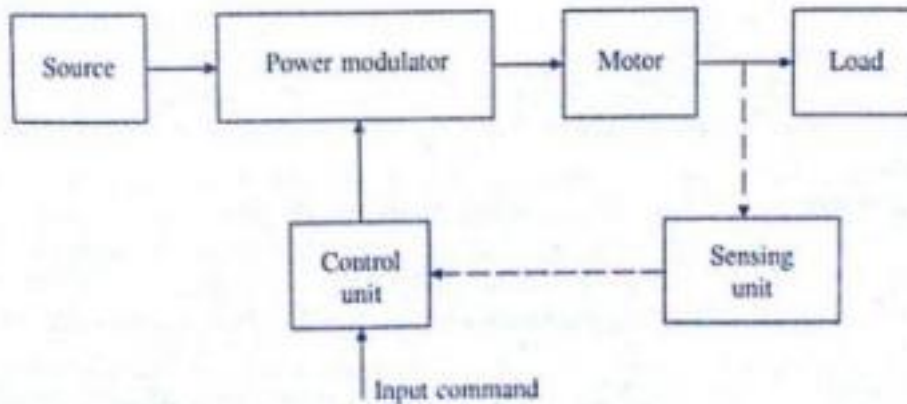 Source
Power modulator
Motor
Load
Control
unit
Sensing
unit
Input command